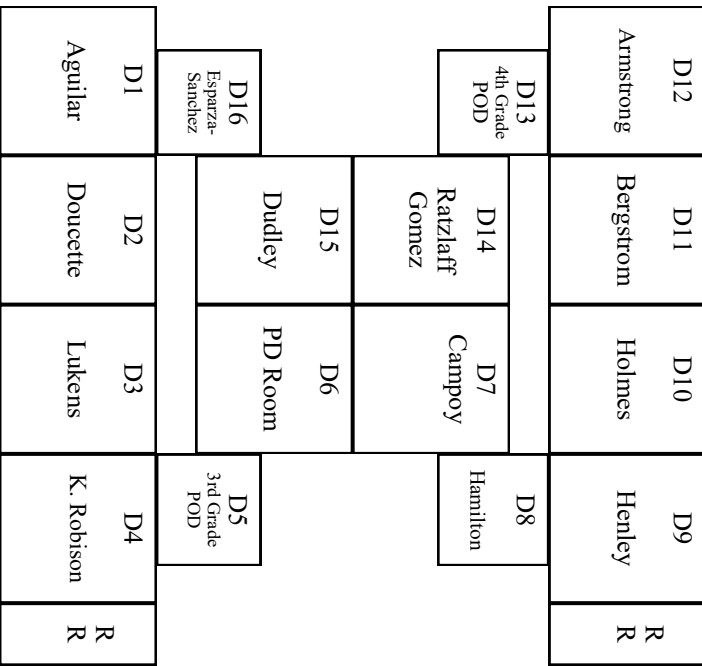 D12
Armstrong
D11
Bergstrom
D10
Holmes
D9
Henley
R
R
D13
4th Grade
POD
D8
Hamilton
D14
Ratzlaff
Gomez
D7
Campoy
D15
Dudley
D6
PD Room
D16
Esparza-
Sanchez
D5
3rd Grade
POD
D1
Aguilar
D2
Doucette
D3
Lukens
D4
K. Robison
R
R